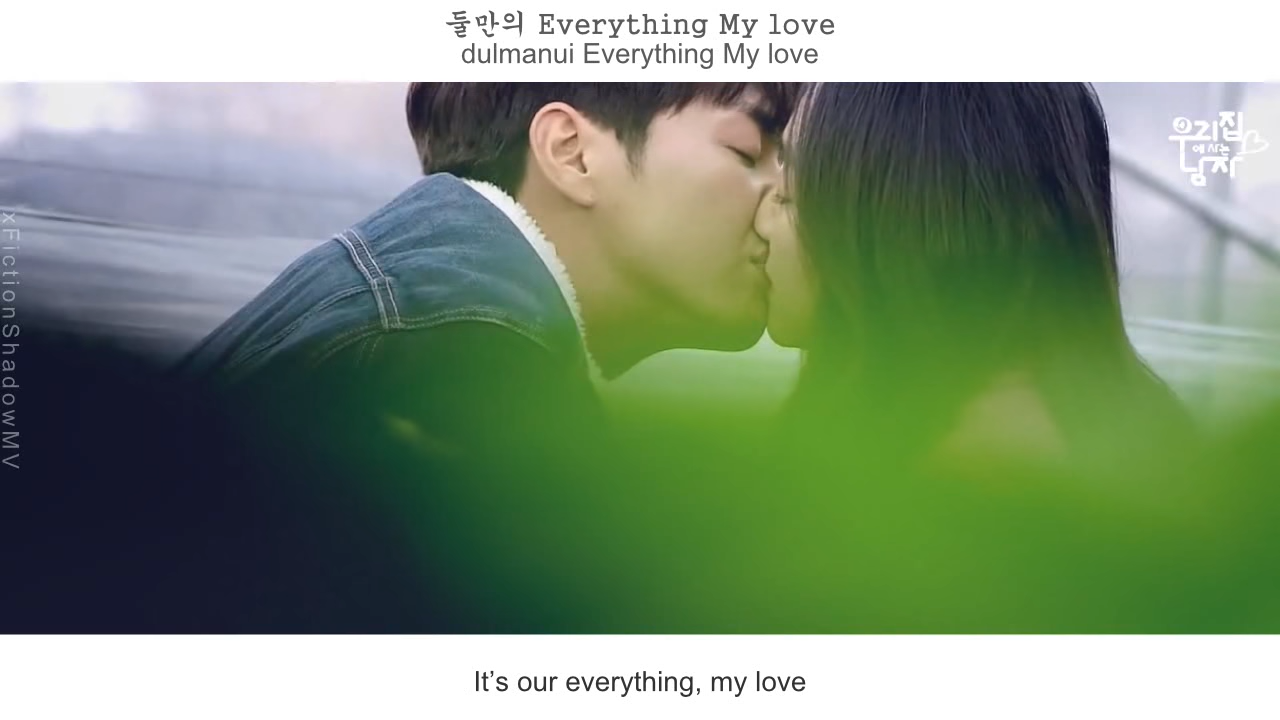 둘만의 Everything My love
dulmanui Everything My love
우리집
에 사는
남자
xFictionShadowMV
It's our everything, my love